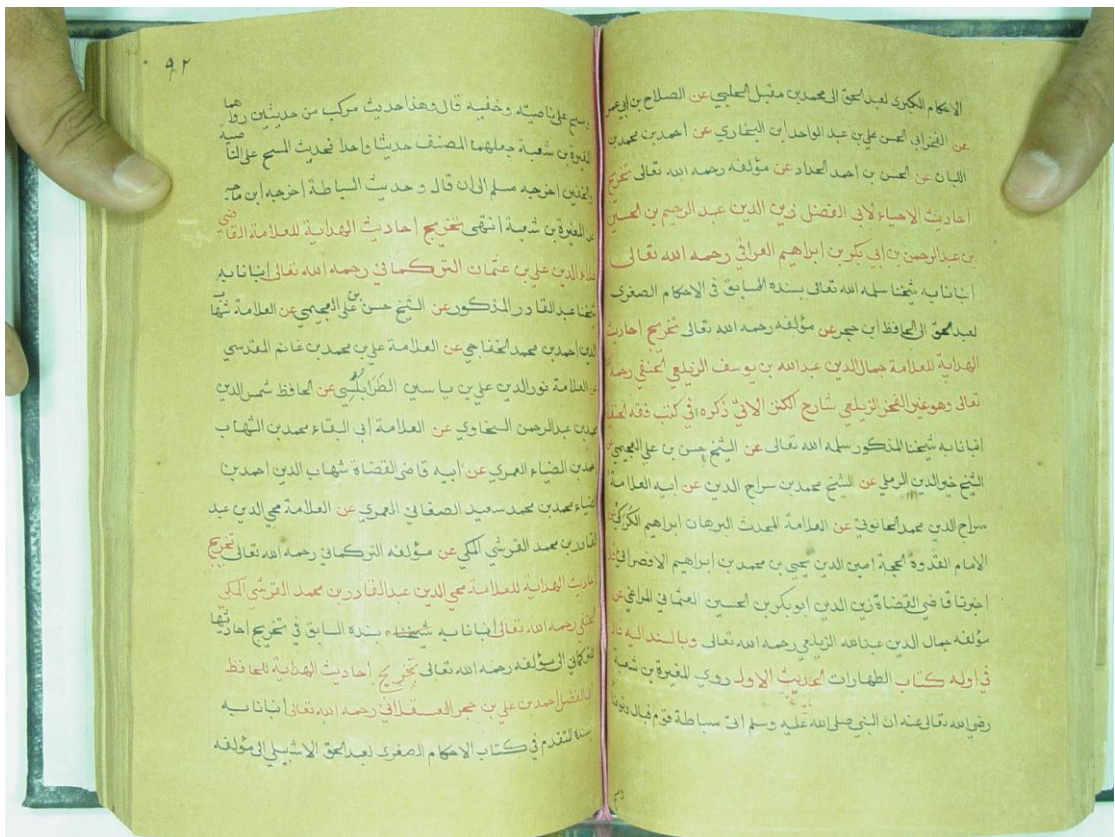 الاحكام الكبرى لعبد الحق الى محمد بن مقبل الحلبي عن الصلاح بن ابي عمر
عن الفخر ابي الحسن علي بن عبد الواحد ابن البخاري عن احمد بن محمد بن
اللبان عن الحسن بن احمد الحداد عن مؤلفه رحمه الله تعالى تخريج
احاديث الاحياء لابي الفضل زين الدين عبد الرحيم بن الحسين
بن عبد الرحمن بن ابي بكر بن ابراهيم العراقي رحمه الله تعالى
انبانا به شيخنا سلمه الله تعالى بسنده السابق في الاحكام الصغرى
لعبد الحق الى الحافظ ابن حجر عن مؤلفه رحمه الله تعالى تخريج احاديث
الهداية للعلامة جمال الدين عبد الله بن يوسف الزيلعي الحنفي رحمه
تعالى وهو غير الفخر الزيلعي شارح الكنز الاتي ذكره في كتب فقه
انبانا به شيخنا المذكور سلمه الله تعالى عن الشيخ حسن بن علي العجيمي عن
الشيخ خير الدين الرملي عن الشيخ محمد بن سراج الدين عن ابيه العلامة
سراج الدين محمد الحانوتي عن العلامة المحدث البرهان ابراهيم الكركي
الامام القدوة الحجة امين الدين يحيى بن محمد بن ابراهيم الاقصرائي
اخبرنا قاضي القضاة زين الدين ابو بكر بن الحسين العثماني المراغي عن
مؤلفه جمال الدين عبد الله الزيلعي رحمه الله تعالى وبالسند اليه قال
في اوله كتاب الطهارات الحديث الاول روى المغيرة بن شعبة
رضي الله تعالى عنه ان النبي صلى الله عليه وسلم اتى سباطة قوم فبال وتوضا
٩٢
ومسح على ناصيته وخفيه قال وهذا حديث مركب من حديثين رواهما
المغيرة بن شعبة جعلهما المصنف حديثا واحدا فحديث المسح على الناصية
والخفين اخرجه مسلم الى ان قال وحديث السباطة اخرجه ابن ماجه
عن المغيرة بن شعبة انتهى تخريج احاديث الهداية للعلامة القاضي
علاء الدين علي بن عثمان التركماني رحمه الله تعالى انبانا به
شيخنا عبد القادر المذكور عن الشيخ حسن بن علي العجيمي عن العلامة شهاب
الدين احمد بن محمد الخفاجي عن العلامة علي بن محمد بن غانم المقدسي
عن العلامة نور الدين علي بن ياسين الطرابلسي عن الحافظ شمس الدين
محمد بن عبد الرحمن السخاوي عن العلامة ابي البقاء محمد بن الشهاب
احمد بن الضياء العمري عن ابيه قاضي القضاة شهاب الدين احمد بن
الضياء محمد بن محمد سعيد الصغاني العمري عن العلامة محي الدين عبد
القادر بن محمد القرشي المكي عن مؤلفه التركماني رحمه الله تعالى تخريج
احاديث الهداية للعلامة محي الدين عبد القادر بن محمد القرشي المكي
الحنفي رحمه الله تعالى انبانا به شيخنا بسنده السابق في تخريج احاديثها
للتركماني الى مؤلفه رحمه الله تعالى تخريج احاديث الهداية للحافظ
ابي الفضل احمد بن علي بن حجر العسقلاني رحمه الله تعالى انبانا به
بسنده المتقدم في كتاب الاحكام الصغرى لعبد الحق الاشبيلي الى مؤلفه